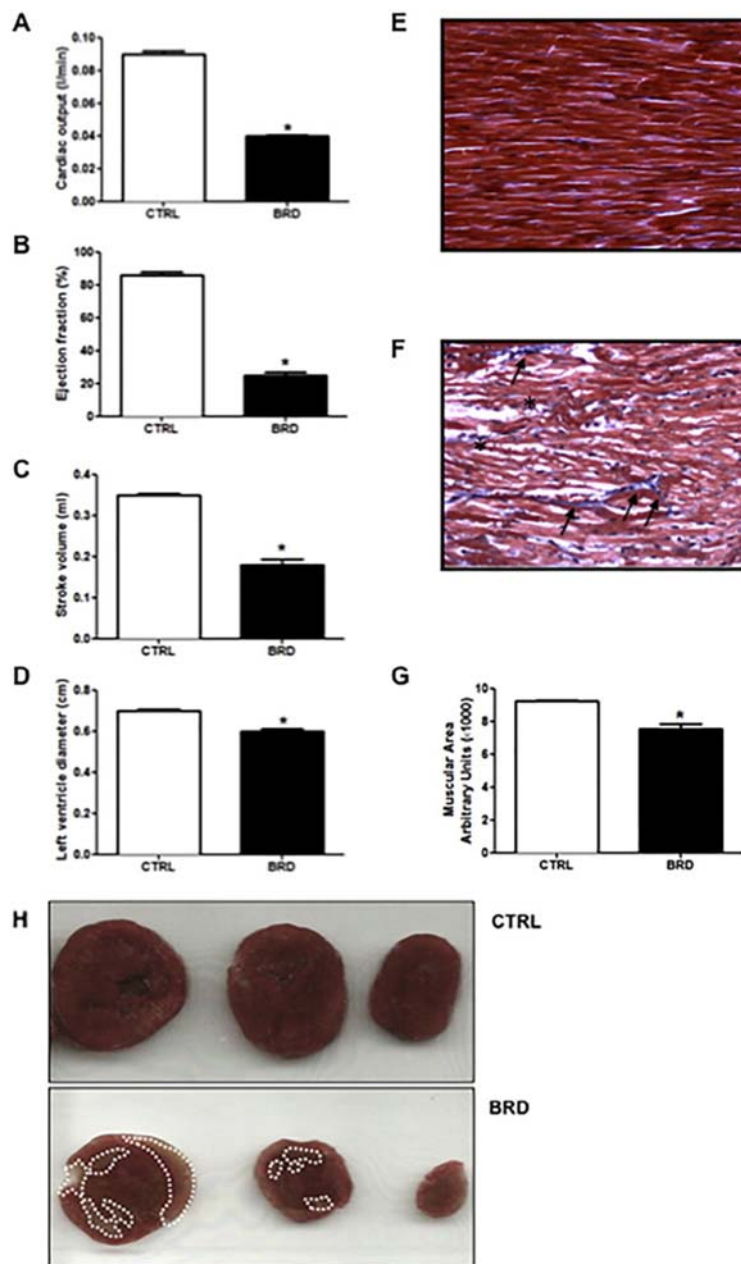 A
Cardiac output (l/min)
0.10
0.08
0.06
0.04
0.02
0.00
*
CTRL
BRD
B
Ejection fraction (%)
100
80
60
40
20
0
*
CTRL
BRD
C
Stroke volume (ml)
0.4
0.3
0.2
0.1
0.0
*
CTRL
BRD
D
Left ventricle diameter (cm)
0.8
0.6
0.4
0.2
0.0
*
CTRL
BRD
E
F
*
*
G
Muscular Area
Arbitrary Units (×1000)
10
8
6
4
2
0
*
CTRL
BRD
H
CTRL
BRD